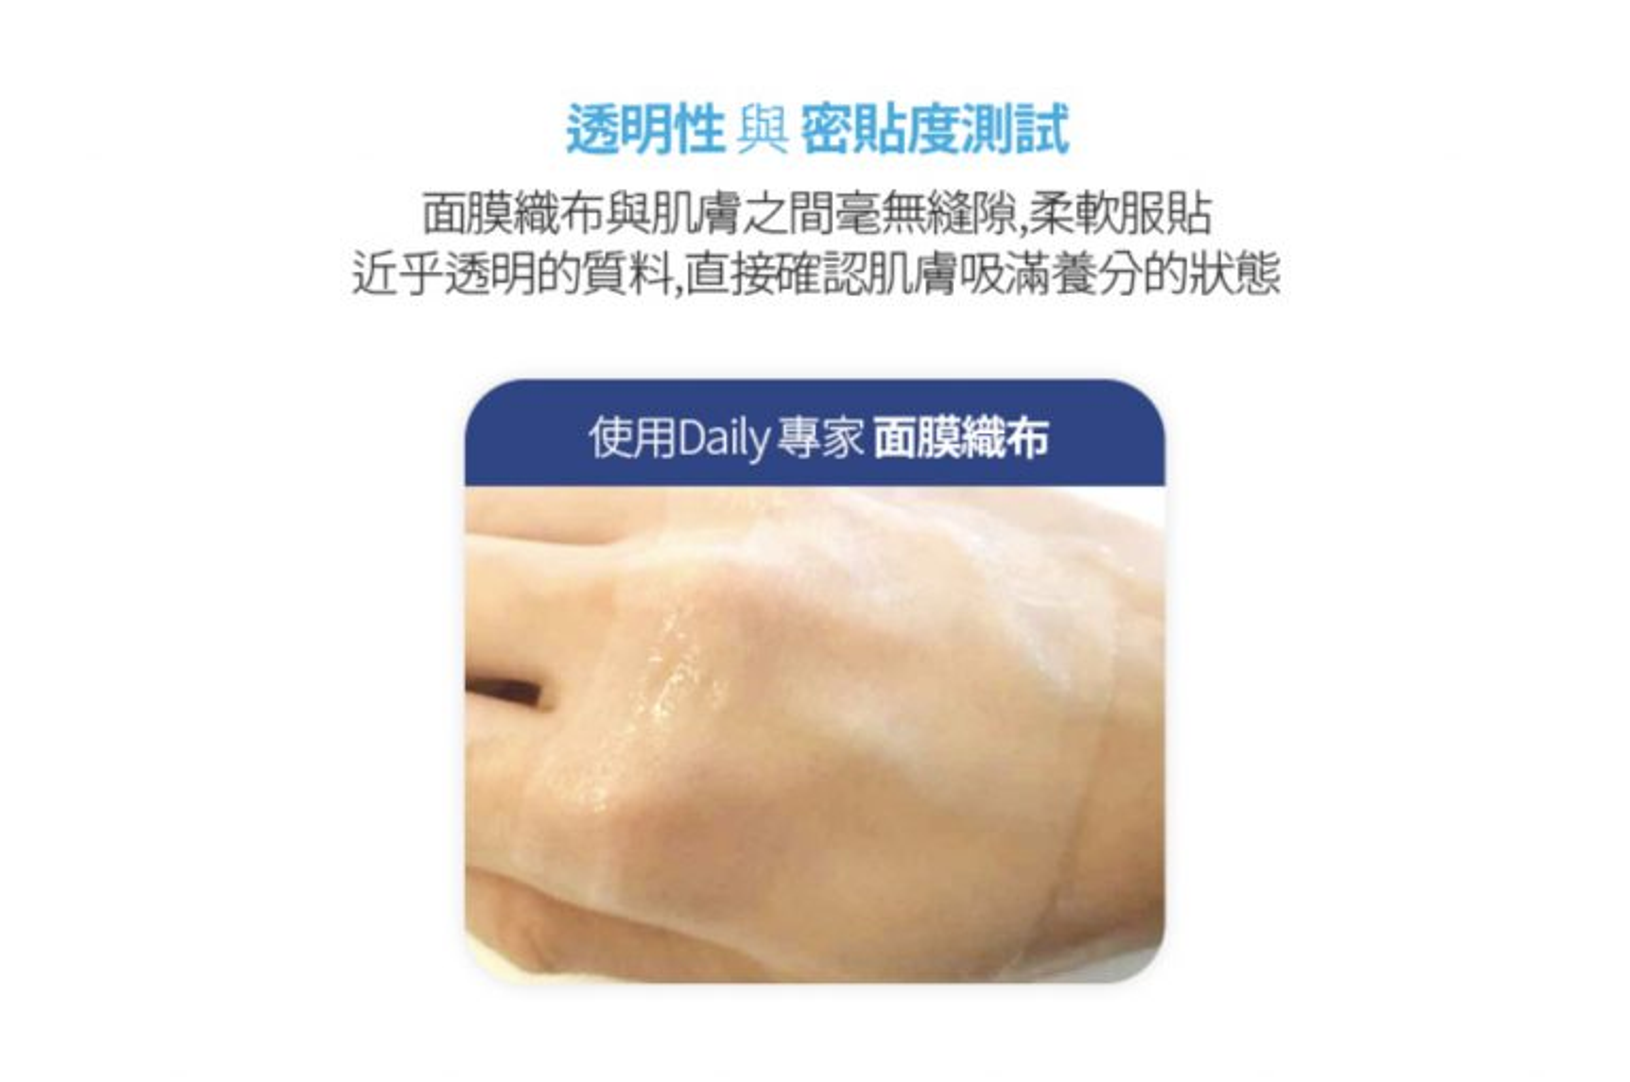 透明性 與 密貼度測試
面膜織布與肌膚之間毫無縫隙,柔軟服貼
近乎透明的質料,直接確認肌膚吸滿養分的狀態
使用Daily專家 面膜織布